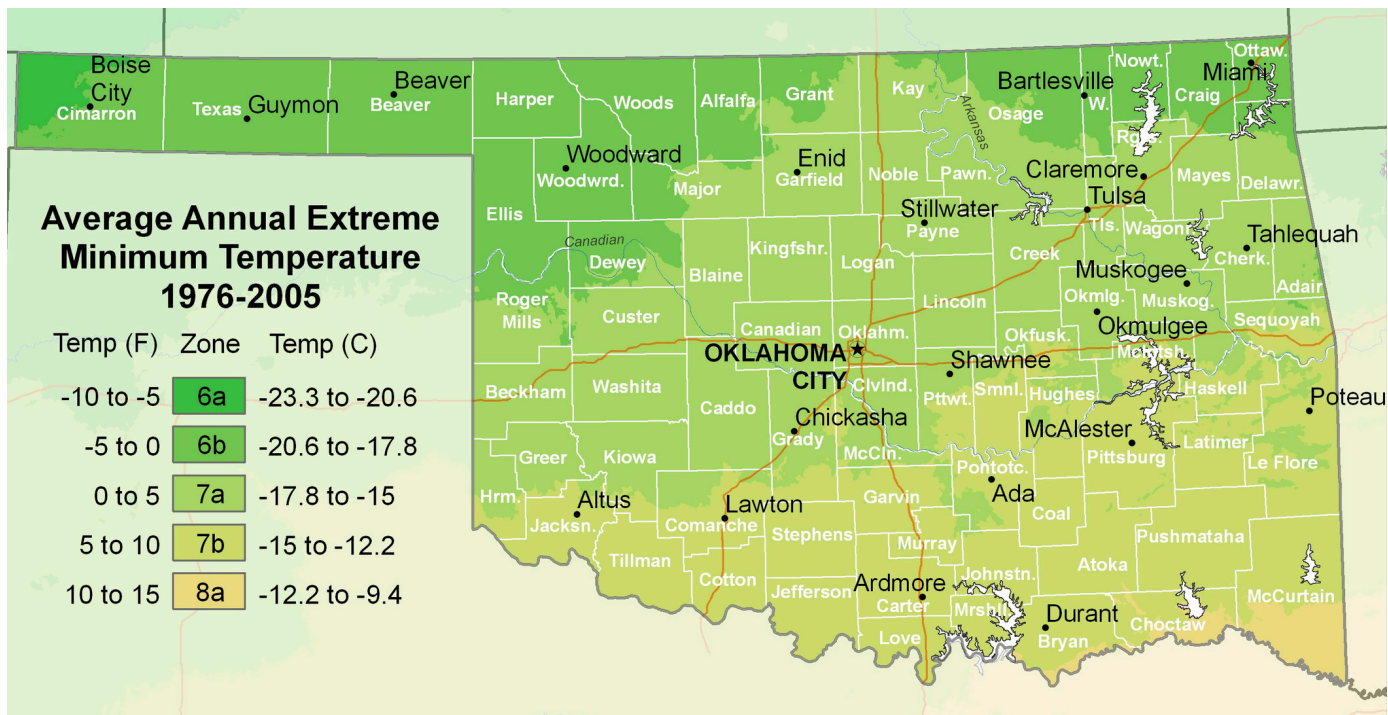 Average Annual Extreme
Minimum Temperature
1976-2005
Temp (F) Zone Temp (C)
-10 to -5 6a -23.3 to -20.6
-5 to 0 6b -20.6 to -17.8
0 to 5 7a -17.8 to -15
5 to 10 7b -15 to -12.2
10 to 15 8a -12.2 to -9.4
Boise
City
Cimarron
Texas
Guymon
Beaver
Beaver
Harper
Woods
Alfalfa
Grant
Kay
Arkansas
Osage
Bartlesville
W.
Nowt.
Craig
Ottaw.
Miami
Rgrs.
Woodward
Woodwrd.
Ellis
Major
Enid
Garfield
Noble
Pawn.
Claremore
Tulsa
Tls.
Mayes
Delawr.
Stillwater
Payne
Creek
Wagonr.
Tahlequah
Cherk.
Adair
Canadian
Dewey
Blaine
Kingfshr.
Logan
Lincoln
Muskogee
Muskog.
Okmlg.
Okmulgee
Sequoyah
Roger
Mills
Custer
Canadian
Oklahm.
OKLAHOMA
CITY
Okfusk.
McIntsh.
Shawnee
Beckham
Washita
Caddo
Clvlnd.
Pttwt.
Smnl.
Hughes
Haskell
Poteau
Chickasha
Grady
McCln.
McAlester
Pittsburg
Latimer
Le Flore
Greer
Kiowa
Hrm.
Altus
Jacksn.
Lawton
Comanche
Garvin
Pontotc.
Ada
Coal
Stephens
Murray
Pushmataha
Tillman
Cotton
Jefferson
Ardmore
Carter
Johnstn.
Atoka
McCurtain
Mrshll.
Durant
Bryan
Choctaw
Love